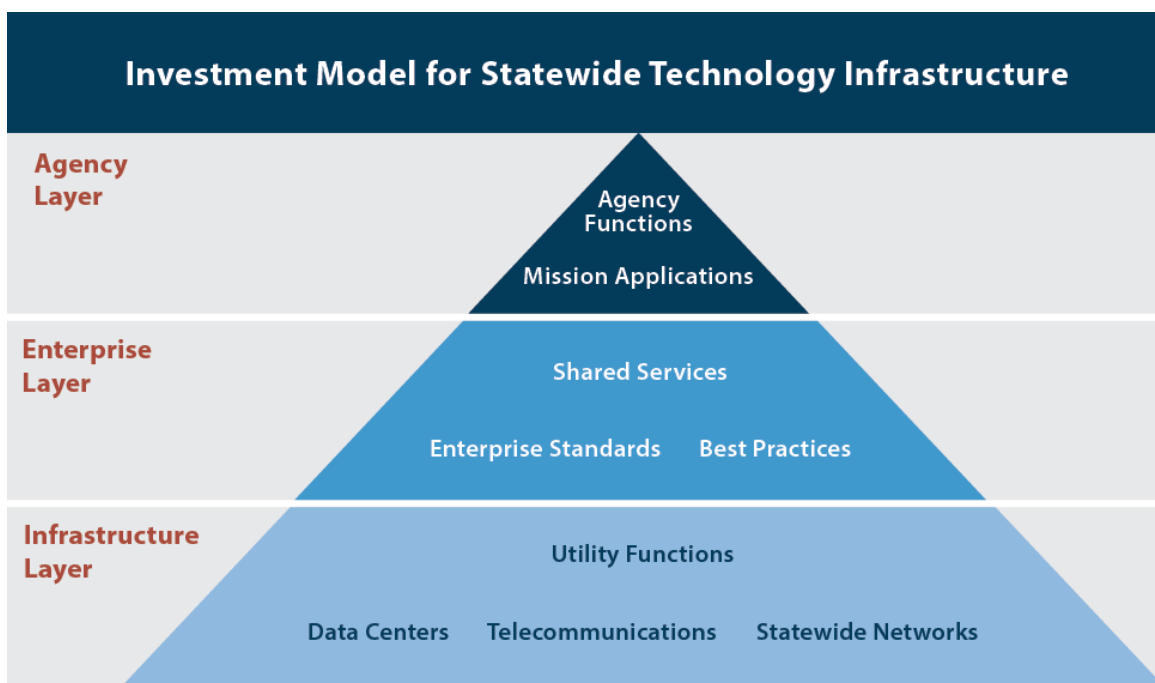 Investment Model for Statewide Technology Infrastructure
Agency
Layer
Agency
Functions
Mission Applications
Enterprise
Layer
Shared Services
Enterprise Standards Best Practices
Infrastructure
Layer
Utility Functions
Data Centers Telecommunications Statewide Networks